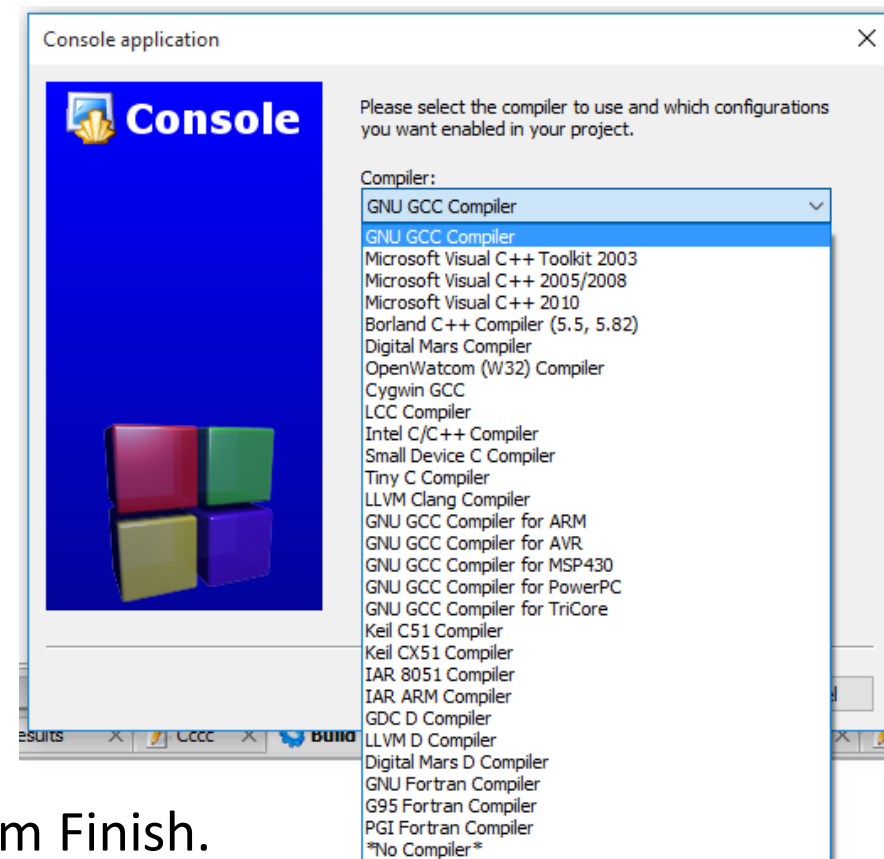 Console application
Console
Please select the compiler to use and which configurations
you want enabled in your project.
Compiler:
GNU GCC Compiler
GNU GCC Compiler
Microsoft Visual C++ Toolkit 2003
Microsoft Visual C++ 2005/2008
Microsoft Visual C++ 2010
Borland C++ Compiler (5.5, 5.82)
Digital Mars Compiler
OpenWatcom (W32) Compiler
Cygwin GCC
LCC Compiler
Intel C/C++ Compiler
Small Device C Compiler
Tiny C Compiler
LLVM Clang Compiler
GNU GCC Compiler for ARM
GNU GCC Compiler for AVR
GNU GCC Compiler for MSP430
GNU GCC Compiler for PowerPC
GNU GCC Compiler for TriCore
Keil C51 Compiler
Keil CX51 Compiler
IAR 8051 Compiler
IAR ARM Compiler
GDC D Compiler
LLVM D Compiler
Digital Mars D Compiler
GNU Fortran Compiler
G95 Fortran Compiler
PGI Fortran Compiler
*No Compiler*
Cccc
Build
m Finish.